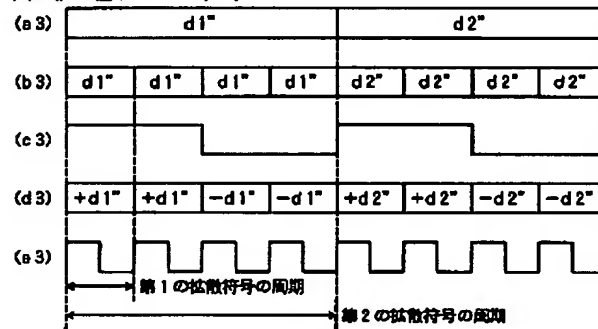 (a3) d1" d2"
(b3) d1" d1" d1" d1" d2" d2" d2" d2"
(c3)
(d3) +d1" +d1" -d1" -d1" +d2" +d2" -d2" -d2"
(e3)
第1の拡散符号の周期
第2の拡散符号の周期